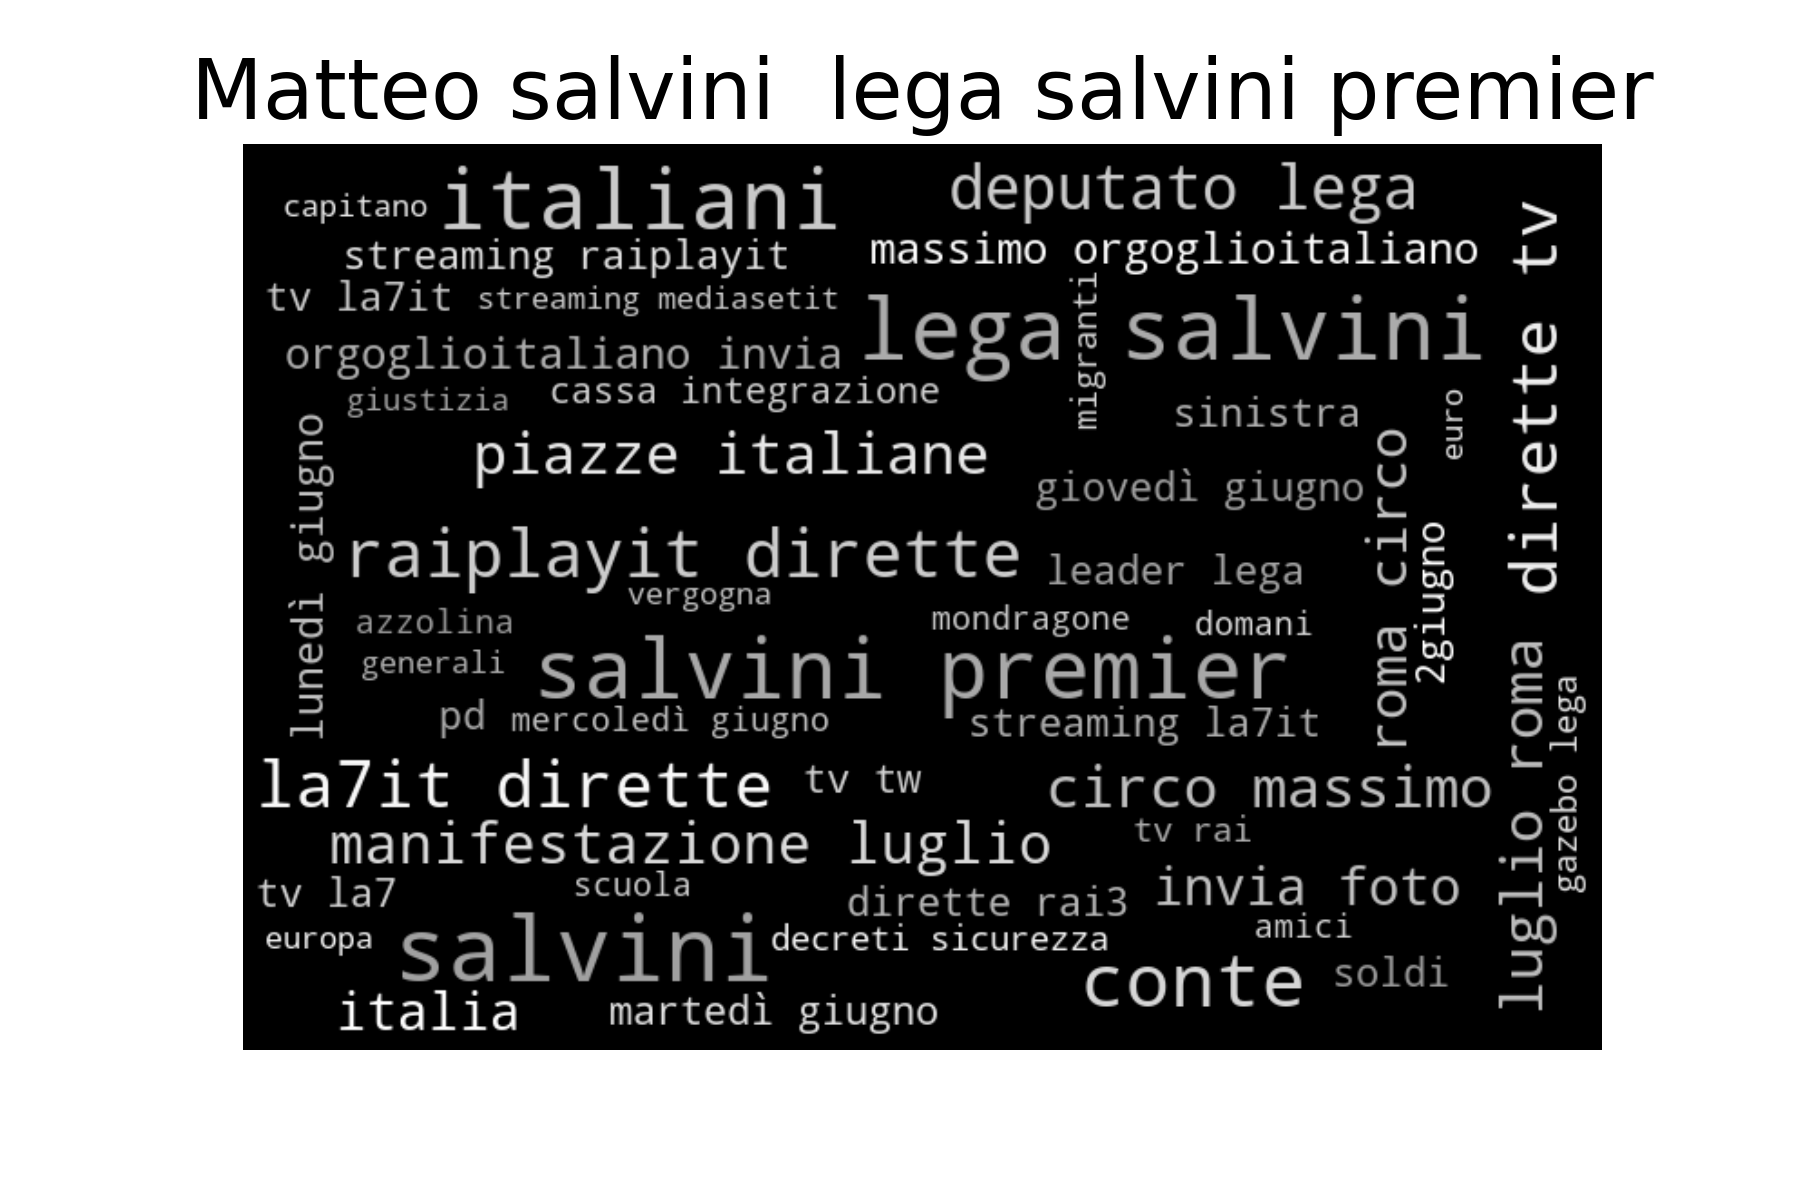 Matteo salvini  lega salvini premier
capitano
italiani
deputato lega
streaming raiplayit
massimo orgoglioitaliano
tv la7it
streaming mediasetit
lega salvini
migranti
dirette tv
orgoglioitaliano invia
giustizia
cassa integrazione
sinistra
euro
lunedì giugno
piazze italiane
giovedì giugno
roma circo
raiplayit dirette
leader lega
2giugno
vergogna
azzolina
mondragone
domani
generali
salvini premier
pd
mercoledì giugno
streaming la7it
luglio roma
gazebo lega
la7it dirette
tv tw
circo massimo
manifestazione luglio
tv rai
tv la7
scuola
dirette rai3
invia foto
europa
salvini
decreti sicurezza
amici
conte
soldi
italia
martedì giugno